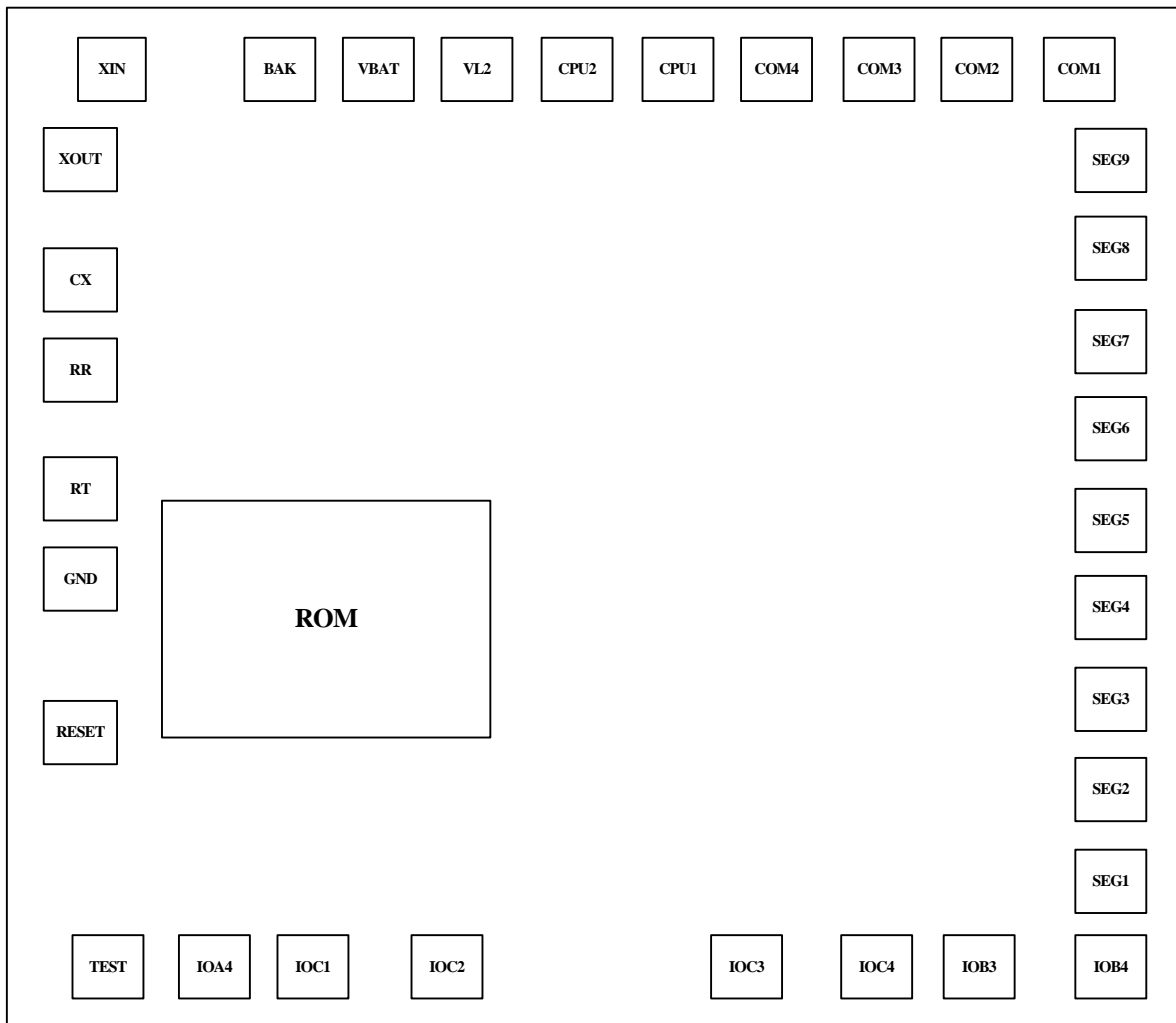 XIN
BAK
VBAT
VL2
CPU2
CPU1
COM4
COM3
COM2
COM1
XOUT
SEG9
SEG8
CX
SEG7
RR
SEG6
RT
SEG5
GND
SEG4
ROM
SEG3
RESET
SEG2
SEG1
TEST
IOA4
IOC1
IOC2
IOC3
IOC4
IOB3
IOB4